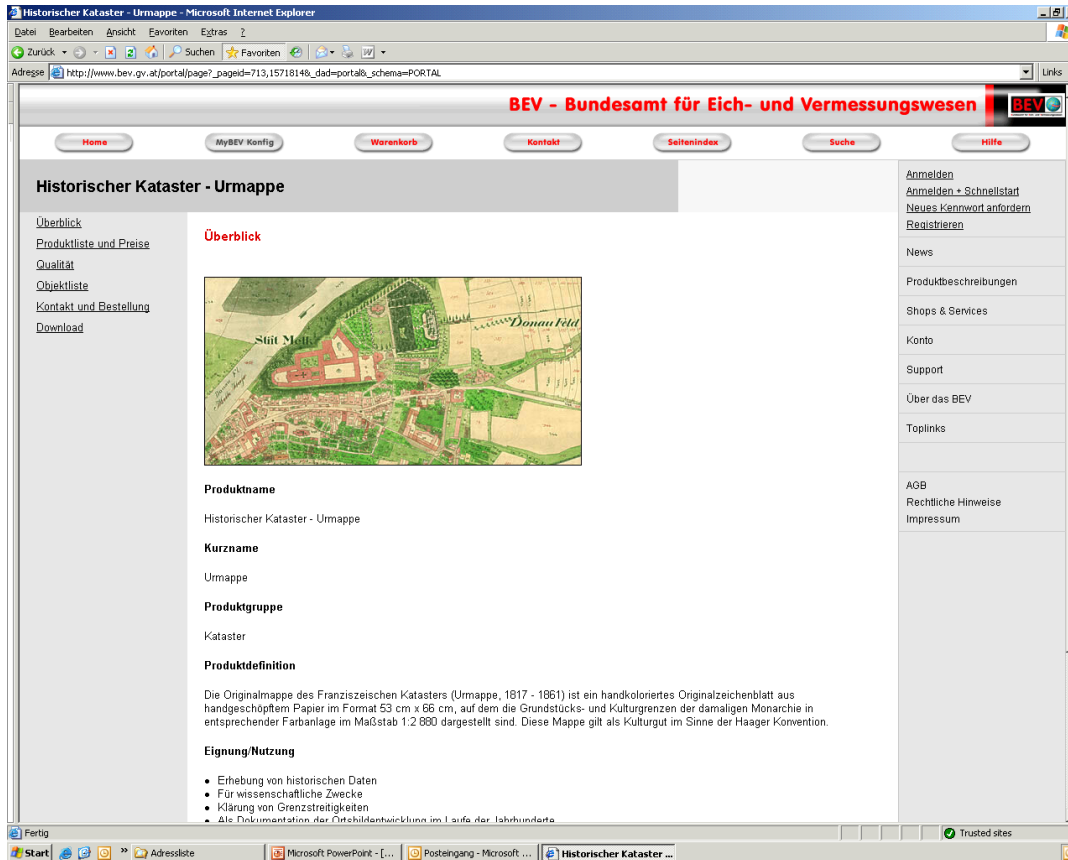 Historischer Kataster - Urmappe - Microsoft Internet Explorer
Datei Bearbeiten Ansicht Favoriten Extras ?
Zurück Suchen Favoriten
Adresse http://www.bev.gv.at/portal/page?_pageid=713,1571814&_dad=portal&_schema=PORTAL Links
BEV - Bundesamt für Eich- und Vermessungswesen BEV
Home MyBEV Konfig Warenkorb Kontakt Seitenindex Suche Hilfe
Historischer Kataster - Urmappe
Überblick
Produktliste und Preise
Qualität
Objektliste
Kontakt und Bestellung
Download
Überblick
Stift Melk
Donau Feld
Produktname
Historischer Kataster - Urmappe
Kurzname
Urmappe
Produktgruppe
Kataster
Produktdefinition
Die Originalmappe des Franziszeischen Katasters (Urmappe, 1817 - 1861) ist ein handkoloriertes Originalzeichenblatt aus
handgeschöpftem Papier im Format 53 cm x 66 cm, auf dem die Grundstücks- und Kulturgrenzen der damaligen Monarchie in
entsprechender Farbanlage im Maßstab 1:2 880 dargestellt sind. Diese Mappe gilt als Kulturgut im Sinne der Haager Konvention.
Eignung/Nutzung
• Erhebung von historischen Daten
• Für wissenschaftliche Zwecke
• Klärung von Grenzstreitigkeiten
• Als Dokumentation der Ortsbildentwicklung im Laufe der Jahrhunderte
Anmelden
Anmelden + Schnellstart
Neues Kennwort anfordern
Registrieren
News
Produktbeschreibungen
Shops & Services
Konto
Support
Über das BEV
Toplinks
AGB
Rechtliche Hinweise
Impressum
Fertig Trusted sites
Start » Adressliste Microsoft PowerPoint - [... Posteingang - Microsoft ... Historischer Kataster ...